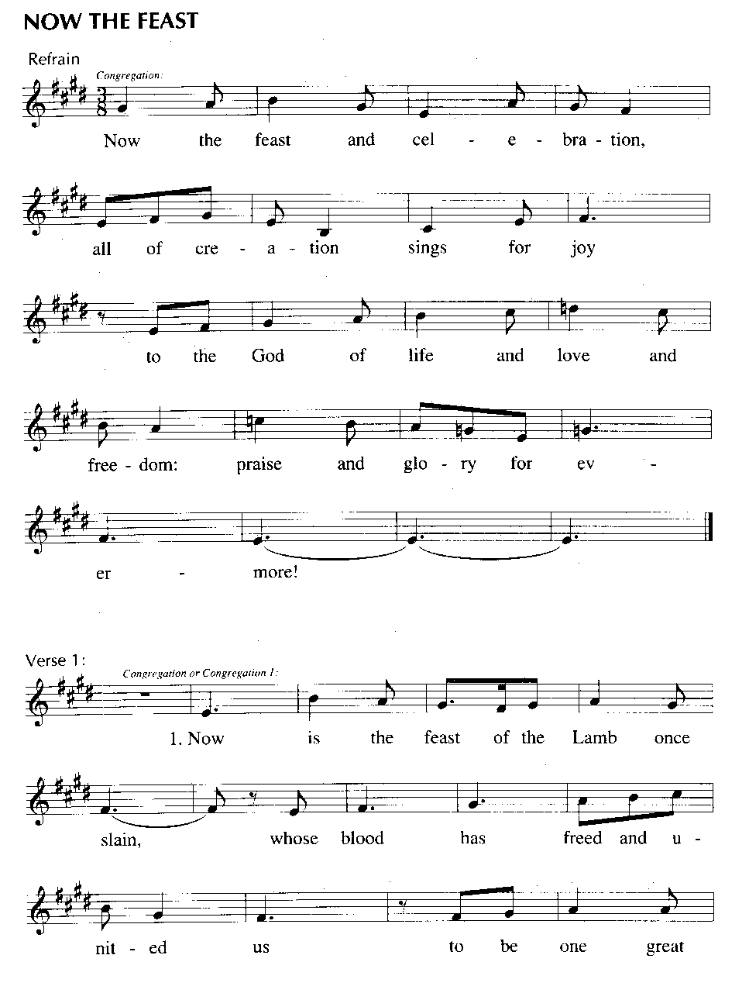 NOW THE FEAST
Refrain
Congregation:
3
8
Now the feast and cel - e - bra - tion,
all of cre - a - tion sings for joy
to the God of life and love and
free - dom: praise and glo - ry for ev -
er - more!
Verse 1:
Congregation or Congregation 1:
1. Now is the feast of the Lamb once
slain, whose blood has freed and u -
nit - ed us to be one great